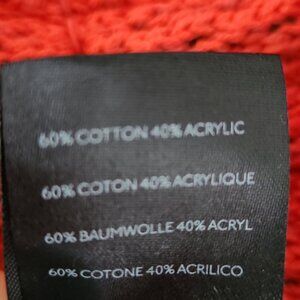 60% COTTON 40% ACRYLIC
60% COTON 40% ACRYLIQUE
60% BAUMWOLLE 40% ACRYL
60% COTONE 40% ACRILICO